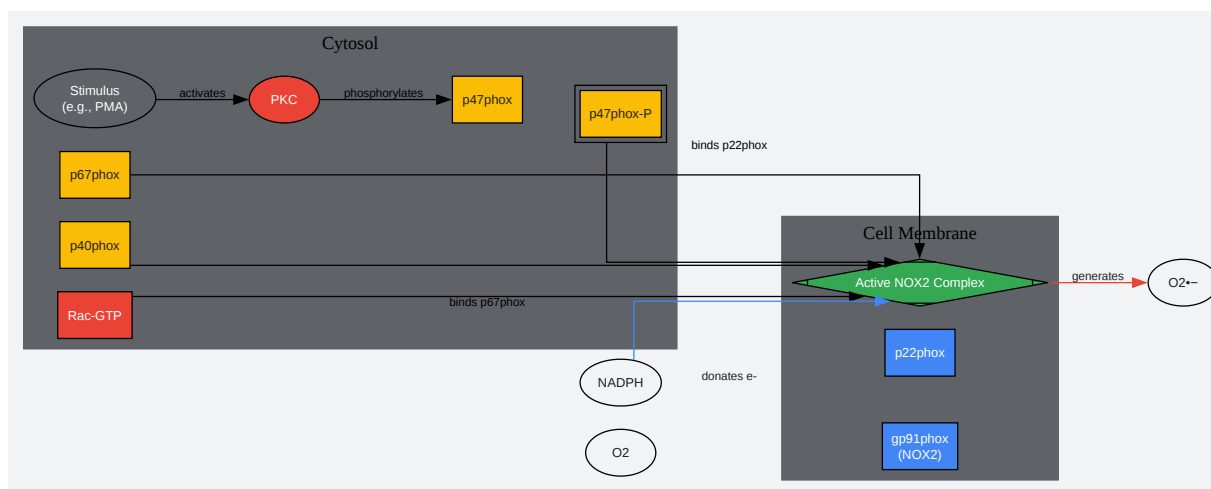 Cytosol
Stimulus
(e.g., PMA)
activates
PKC
phosphorylates
p47phox
p47phox-P
binds p22phox
p67phox
p40phox
Cell Membrane
Active NOX2 Complex
generates
O2•−
Rac-GTP
binds p67phox
p22phox
NADPH
donates e-
O2
gp91phox
(NOX2)